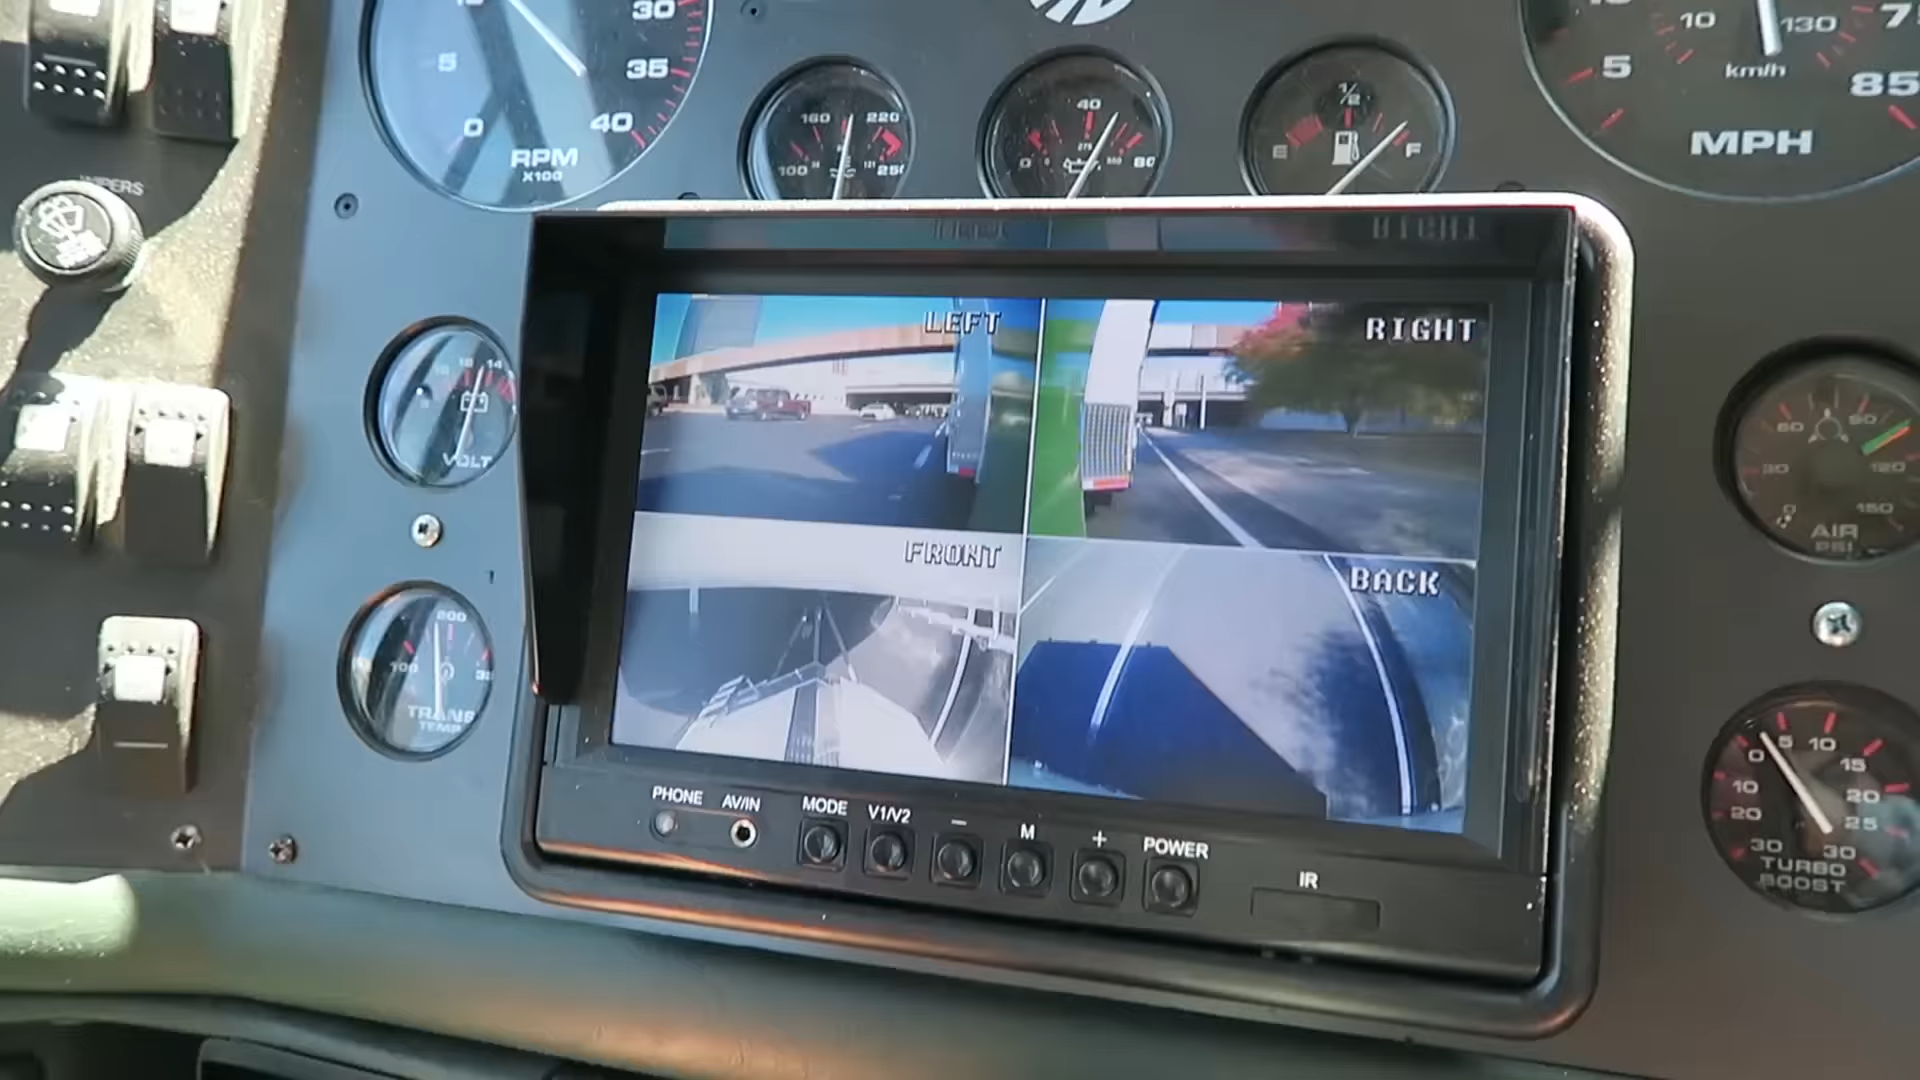 30
5
35
0
40
RPM
X100
160
220
100
40
0
80
1/2
E
F
10
130
5
km/h
85
MPH
WIPERS
LEFT
RIGHT
FRONT
BACK
14
VOLT
200
100
TRANS
TEMP
60
90
30
120
0
150
AIR
PSI
0
5
10
15
10
20
20
25
30
30
TURBO
BOOST
PHONE
AV/IN
MODE
V1/V2
−
M
+
POWER
IR